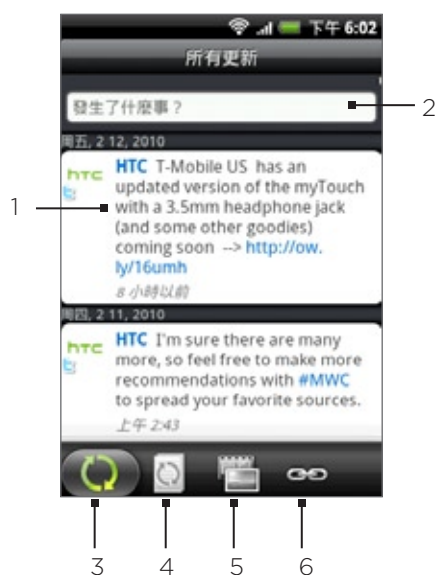 下午 6:02
所有更新
發生了什麼事？
2
周五, 2 12, 2010
hTC
HTC T-Mobile US has an
updated version of the myTouch
1
with a 3.5mm headphone jack
(and some other goodies)
coming soon --> http://ow.
ly/16umh
8 小時以前
周四, 2 11, 2010
hTC
HTC I'm sure there are many
more, so feel free to make more
recommendations with #MWC
to spread your favorite sources.
上午 2:43
3 4 5 6